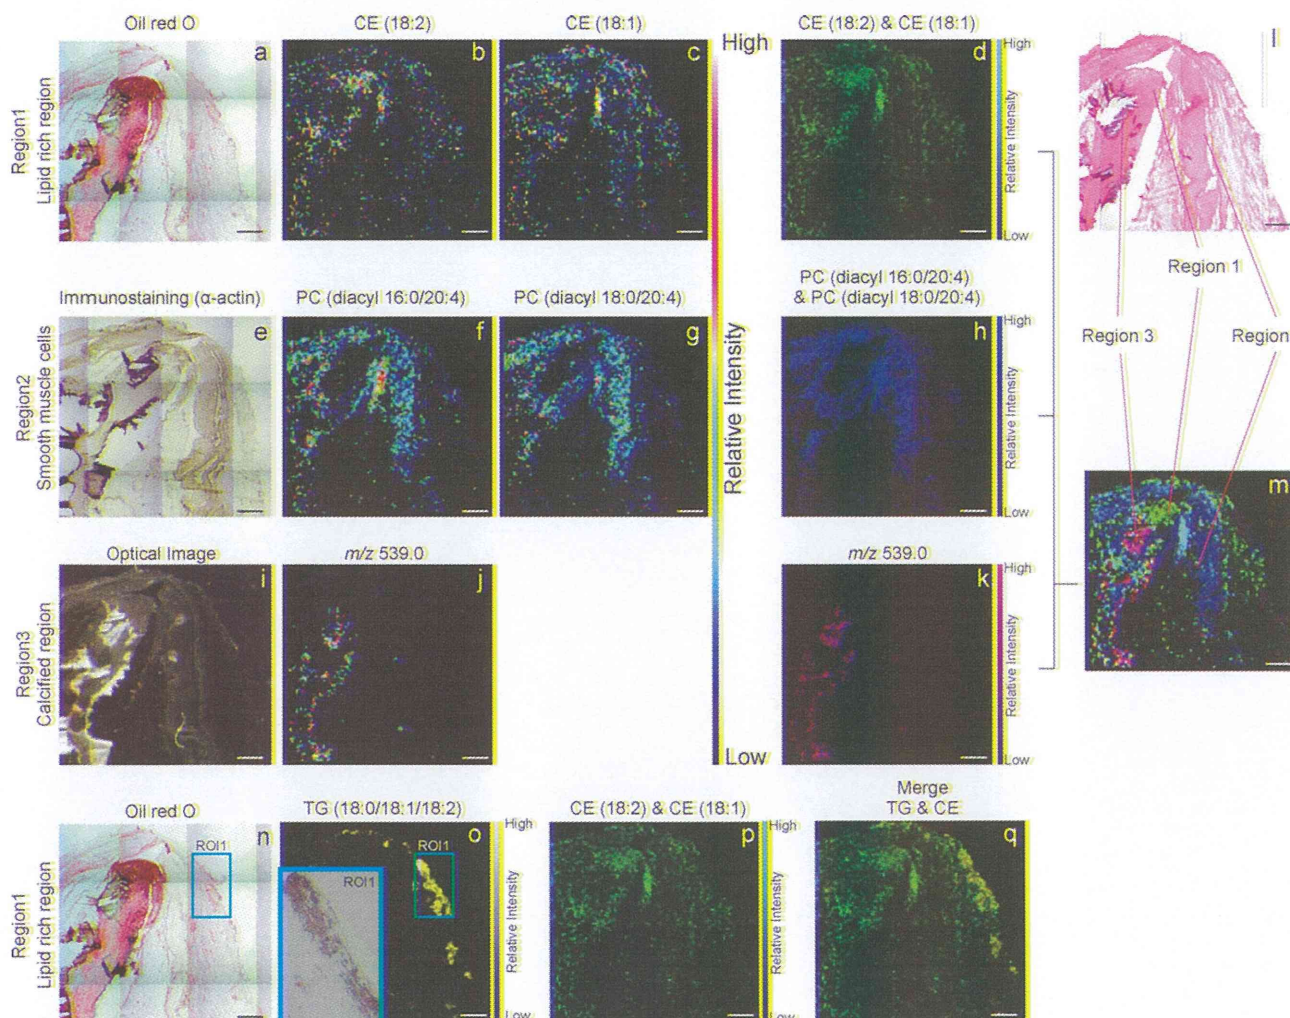 Oil red O
CE (18:2)
CE (18:1)
CE (18:2) & CE (18:1)
Region1
Lipid rich region
a
b
c
High
d
High
Relative Intensity
Low
l
Region 1
Region 3
Region
Immunostaining (α-actin)
PC (diacyl 16:0/20:4)
PC (diacyl 18:0/20:4)
PC (diacyl 16:0/20:4)
& PC (diacyl 18:0/20:4)
Region2
Smooth muscle cells
e
f
g
Relative Intensity
h
High
Relative Intensity
Low
m
Optical Image
m/z 539.0
m/z 539.0
Region3
Calcified region
i
j
Low
k
High
Relative Intensity
Low
Oil red O
TG (18:0/18:1/18:2)
CE (18:2) & CE (18:1)
Merge
TG & CE
Region1
Lipid rich region
n
ROI1
o
ROI1
ROI1
High
Relative Intensity
Low
p
High
Relative Intensity
Low
q